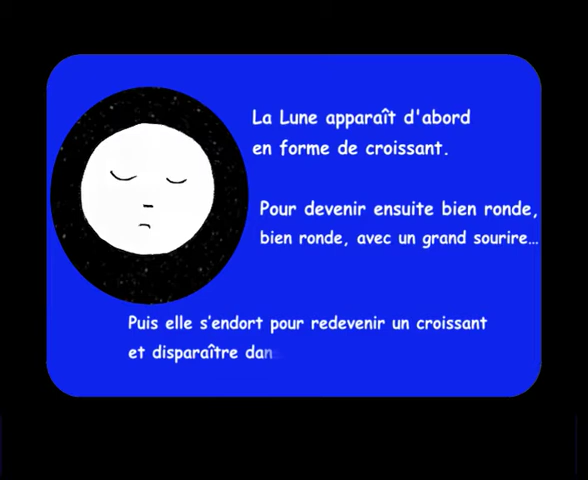 La Lune apparaît d'abord
en forme de croissant.
Pour devenir ensuite bien ronde,
bien ronde, avec un grand sourire...
Puis elle s'endort pour redevenir un croissant
et disparaître dans